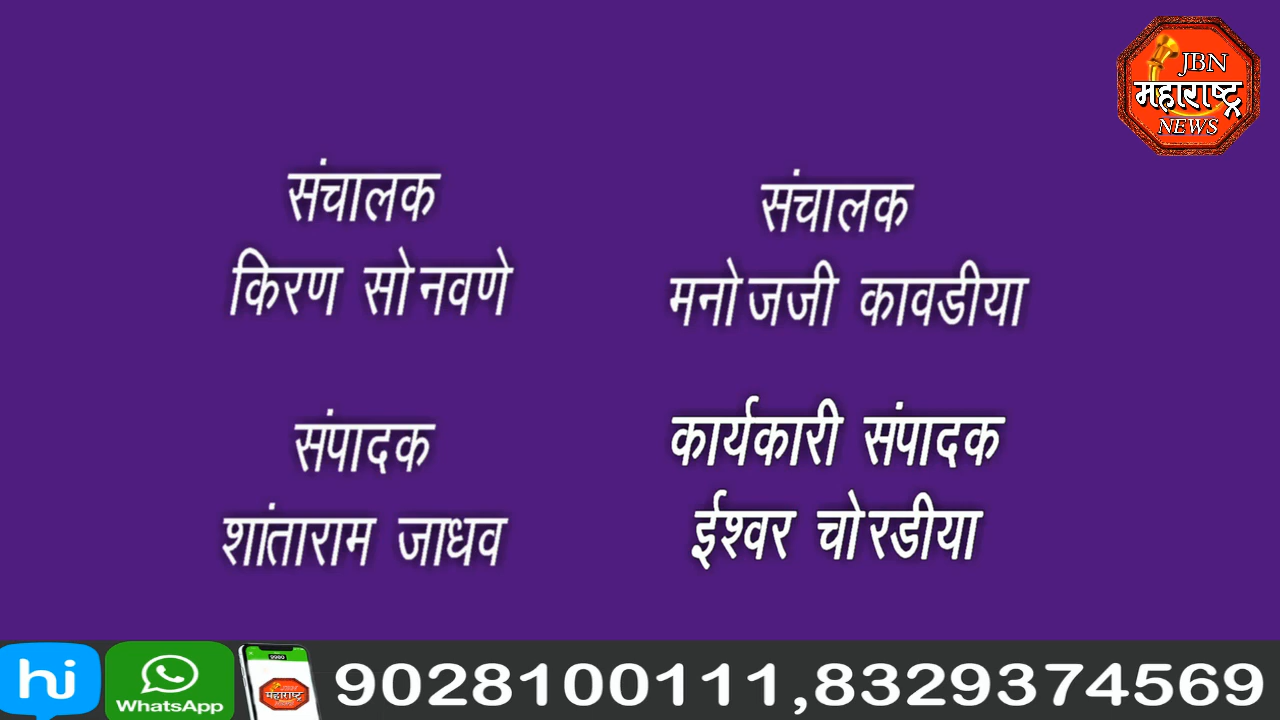 JBN
महाराष्ट्र
NEWS
संचालक
किरण सोनवणे
संचालक
मनोजजी कावडीया
संपादक
शांताराम जाधव
कार्यकारी संपादक
ईश्वर चोरडीया
hi
WhatsApp
महाराष्ट्र
9028100111,8329374569